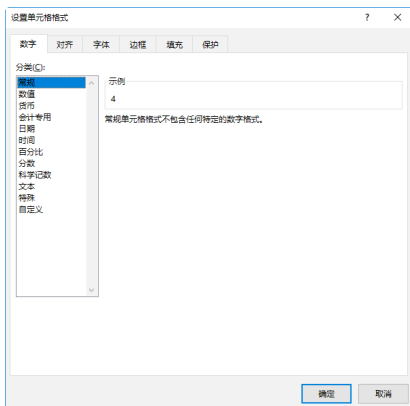 设置单元格格式 ? ×
数字 对齐 字体 边框 填充 保护
分类(C):
常规
数值
货币
会计专用
日期
时间
百分比
分数
科学记数
文本
特殊
自定义
示例
4
常规单元格格式不包含任何特定的数字格式。
确定 取消